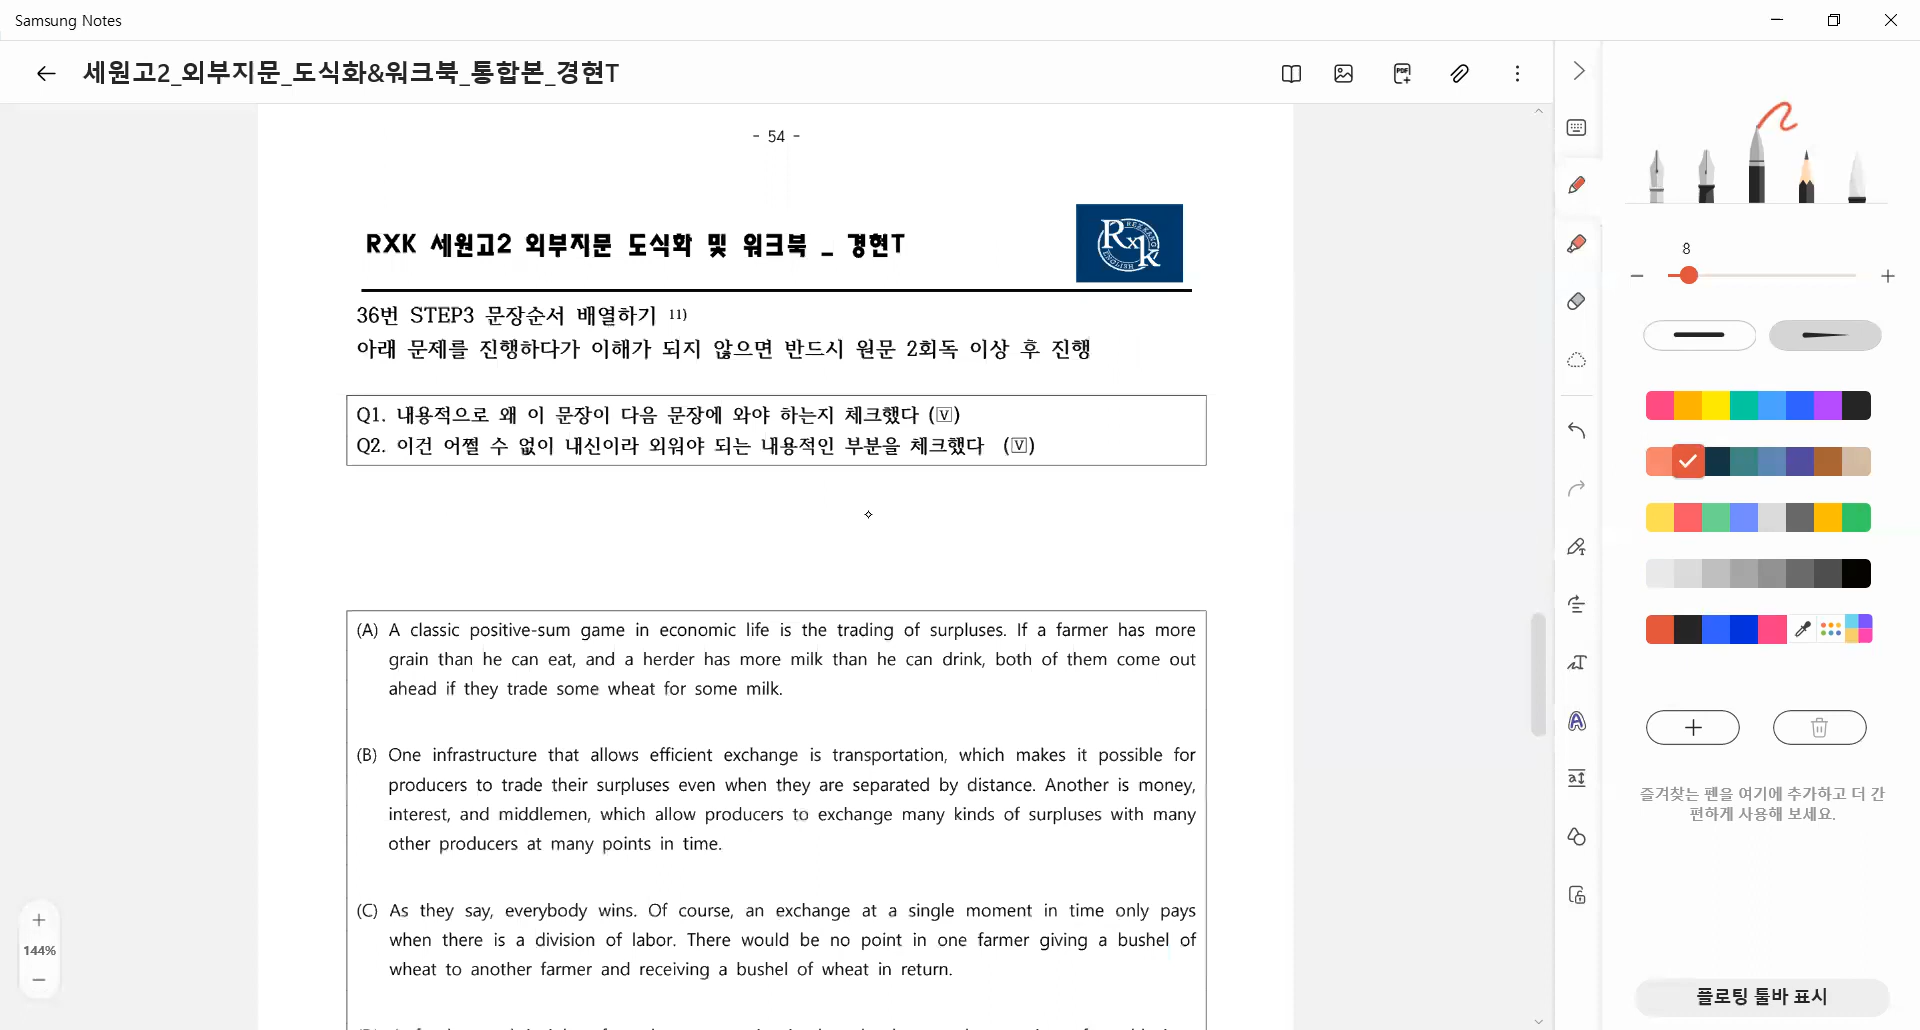 Samsung Notes
세원고2_외부지문_도식화&워크북_통합본_경현T
- 54 -
RXK 세원고2 외부지문 도식화 및 워크북 _ 경현T
RxK
ENGLISH
36번 STEP3 문장순서 배열하기 11)
아래 문제를 진행하다가 이해가 되지 않으면 반드시 원문 2회독 이상 후 진행
Q1. 내용적으로 왜 이 문장이 다음 문장에 와야 하는지 체크했다 (🅅)
Q2. 이건 어쩔 수 없이 내신이라 외워야 되는 내용적인 부분을 체크했다 (🅅)
(A) A classic positive-sum game in economic life is the trading of surpluses. If a farmer has more
grain than he can eat, and a herder has more milk than he can drink, both of them come out
ahead if they trade some wheat for some milk.
(B) One infrastructure that allows efficient exchange is transportation, which makes it possible for
producers to trade their surpluses even when they are separated by distance. Another is money,
interest, and middlemen, which allow producers to exchange many kinds of surpluses with many
other producers at many points in time.
(C) As they say, everybody wins. Of course, an exchange at a single moment in time only pays
when there is a division of labor. There would be no point in one farmer giving a bushel of
wheat to another farmer and receiving a bushel of wheat in return.
144%
PDF
8
즐겨찾는 펜을 여기에 추가하고 더 간
편하게 사용해 보세요.
플로팅 툴바 표시